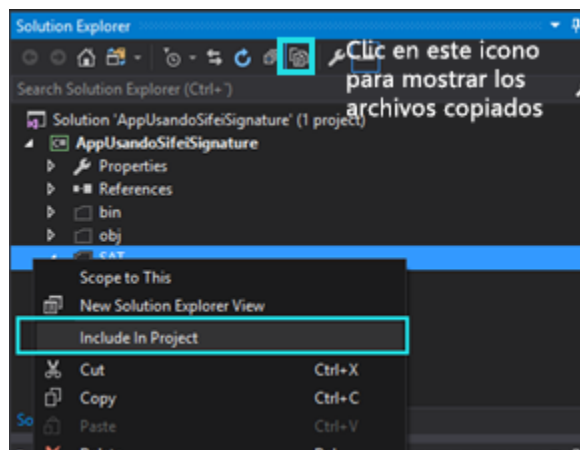 Solution Explorer
Clic en este icono
para mostrar los
archivos copiados
Search Solution Explorer (Ctrl+´)
Solution 'AppUsandoSifeiSignature' (1 project)
AppUsandoSifeiSignature
Properties
References
bin
obj
SAT
Scope to This
New Solution Explorer View
Include In Project
Cut Ctrl+X
Copy Ctrl+C
Paste Ctrl+V